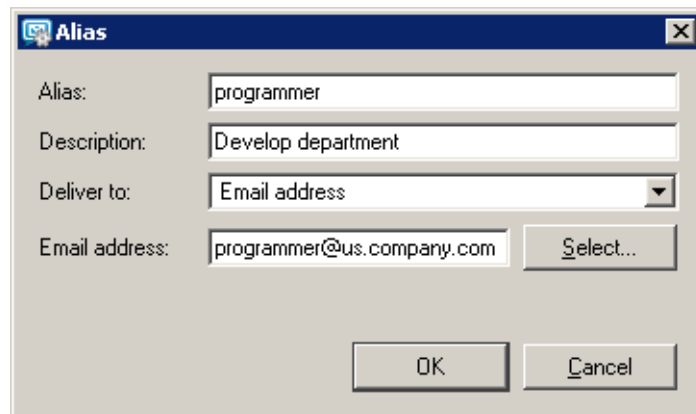 Alias
Alias: programmer
Description: Develop department
Deliver to: Email address
Email address: programmer@us.company.com Select...
OK Cancel